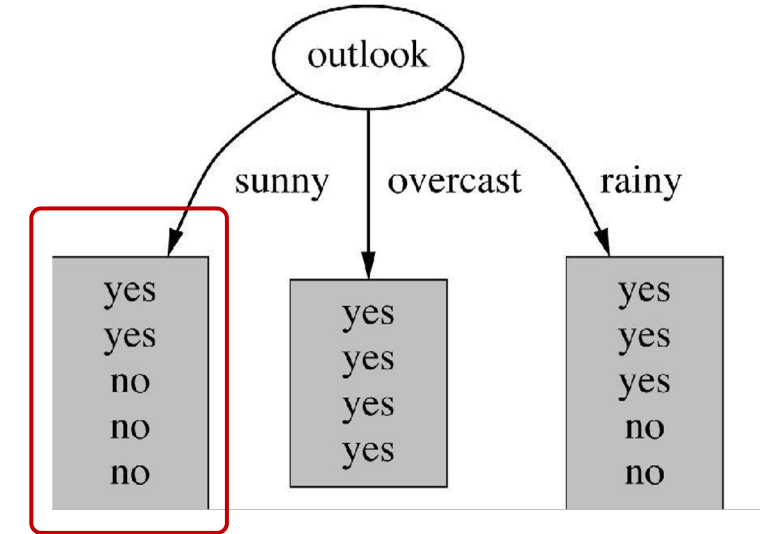 outlook
sunny
overcast
rainy
yes
yes
no
no
no
yes
yes
yes
yes
yes
yes
yes
no
no